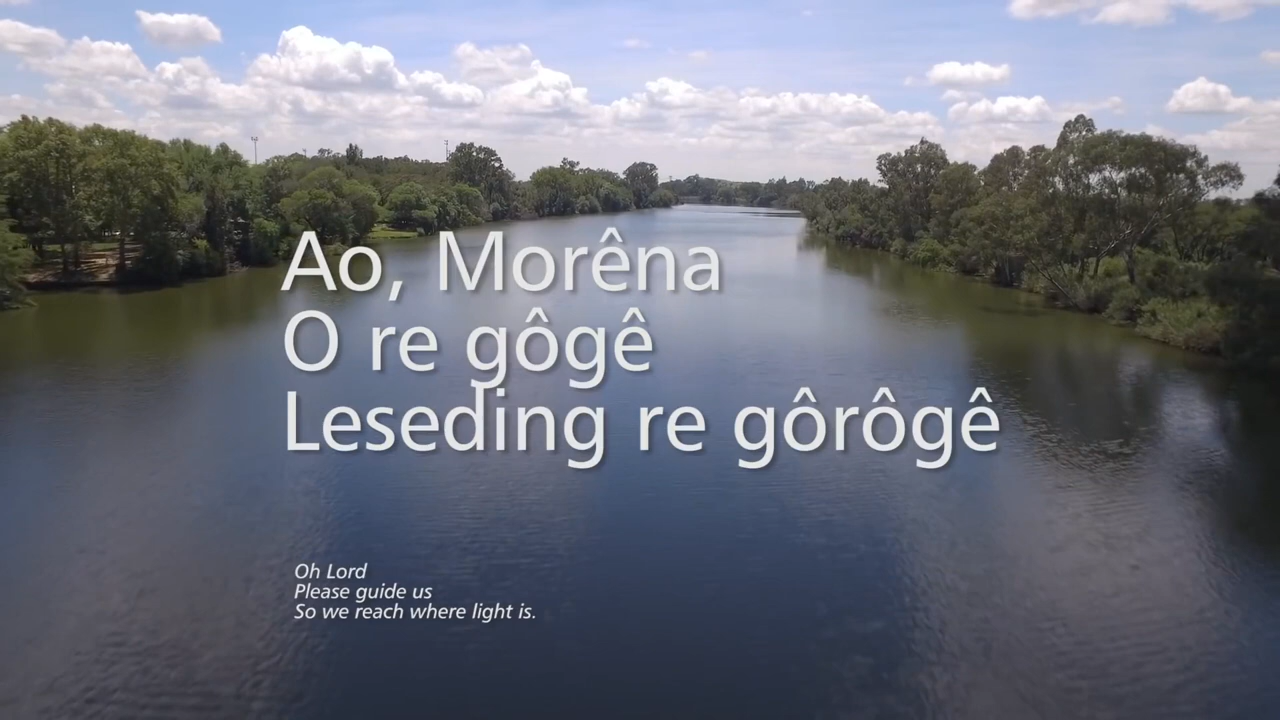 Ao, Morêna
O re gôgê
Leseding re gôrôgê
Oh Lord
Please guide us
So we reach where light is.